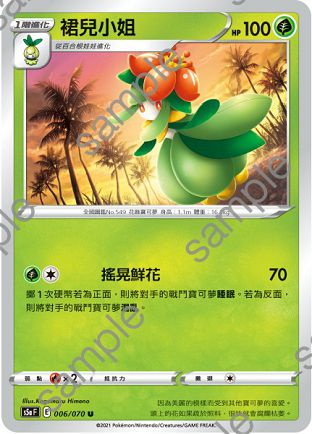 1階進化
裙兒小姐
HP 100
從百合根娃娃進化
sample
全國圖鑑No.549 花飾寶可夢 身高：1.1m 體重：16.3kg
搖晃鮮花 70
擲1次硬幣若為正面，則將對手的戰鬥寶可夢睡眠。若為反面，
則將對手的戰鬥寶可夢混亂。
弱點 ×2 抵抗力 撤退
Illus.Kagemaru Himeno
s5a F C 006/070 U
因為美麗的模樣而受到其他寶可夢的喜愛。
頭上的花如果疏於照料，很快就會枯萎。
©2021 Pokémon/Nintendo/Creatures/GAME FREAK